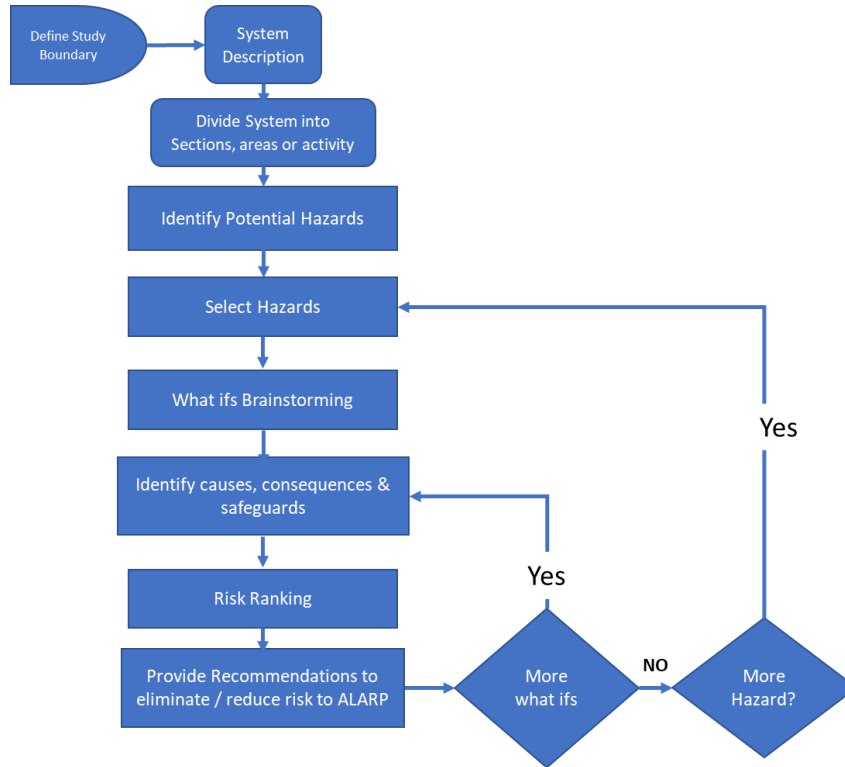 Define Study
Boundary
System
Description
Divide System into
Sections, areas or activity
Identify Potential Hazards
Select Hazards
What ifs Brainstorming
Yes
Identify causes, consequences &
safeguards
Yes
Risk Ranking
Provide Recommendations to
eliminate / reduce risk to ALARP
More
what ifs
NO
More
Hazard?